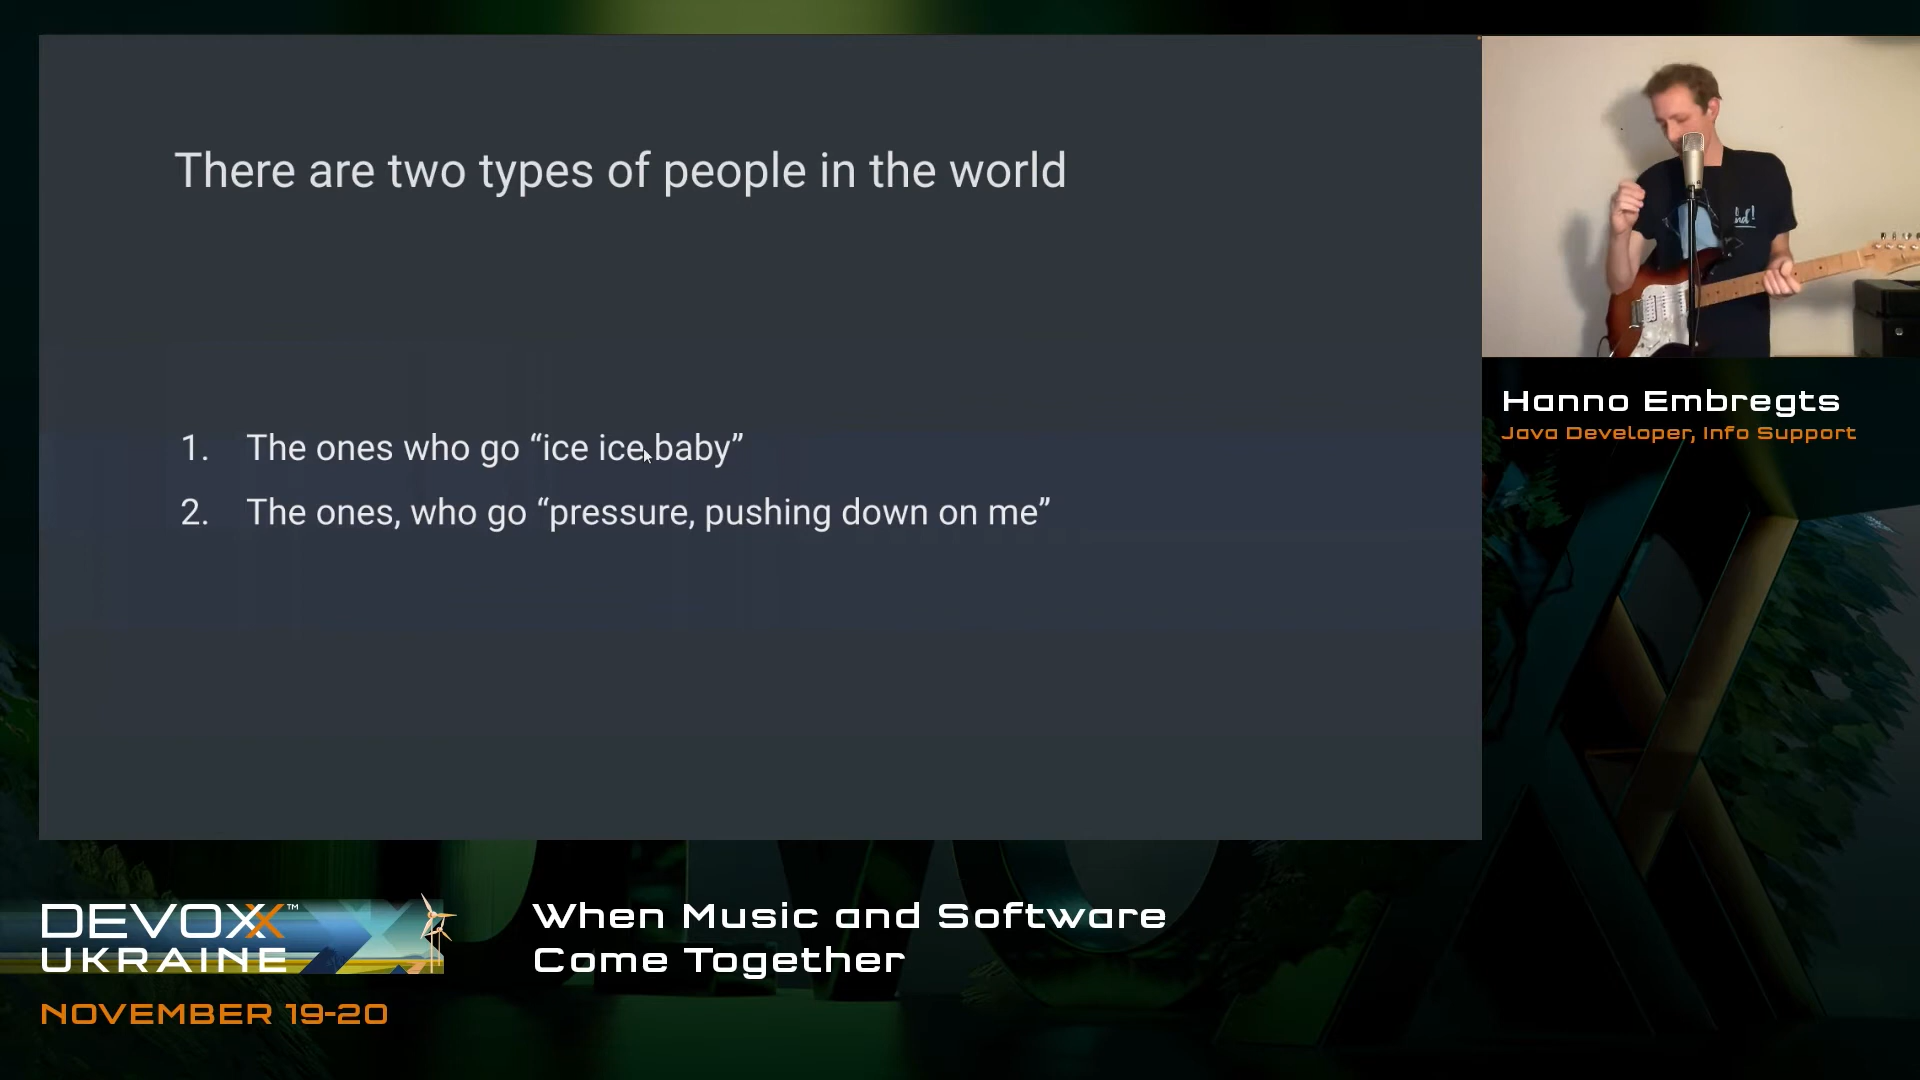 There are two types of people in the world
1. The ones who go “ice ice baby”
2. The ones, who go “pressure, pushing down on me”
Hanno Embregts
Java Developer, Info Support
DEVOXX™
UKRAINE
NOVEMBER 19-20
When Music and Software
Come Together